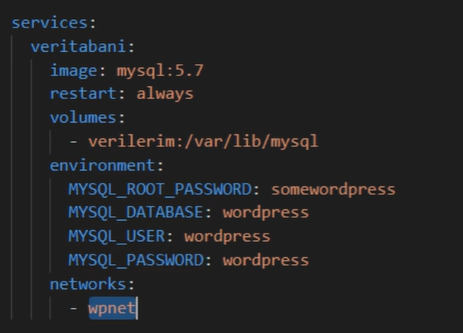 services:
  veritabani:
    image: mysql:5.7
    restart: always
    volumes:
      - verilerim:/var/lib/mysql
    environment:
      MYSQL_ROOT_PASSWORD: somewordpress
      MYSQL_DATABASE: wordpress
      MYSQL_USER: wordpress
      MYSQL_PASSWORD: wordpress
    networks:
      - wpnet